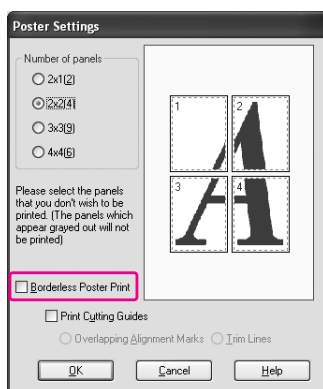 Poster Settings
Number of panels
2x1(2)
2x2(4)
3x3(9)
4x4(6)
Please select the panels
that you don't wish to be
printed. (The panels which
appear grayed out will not
be printed)
1 2
3 4
Borderless Poster Print
Print Cutting Guides
Overlapping Alignment Marks Trim Lines
OK Cancel Help